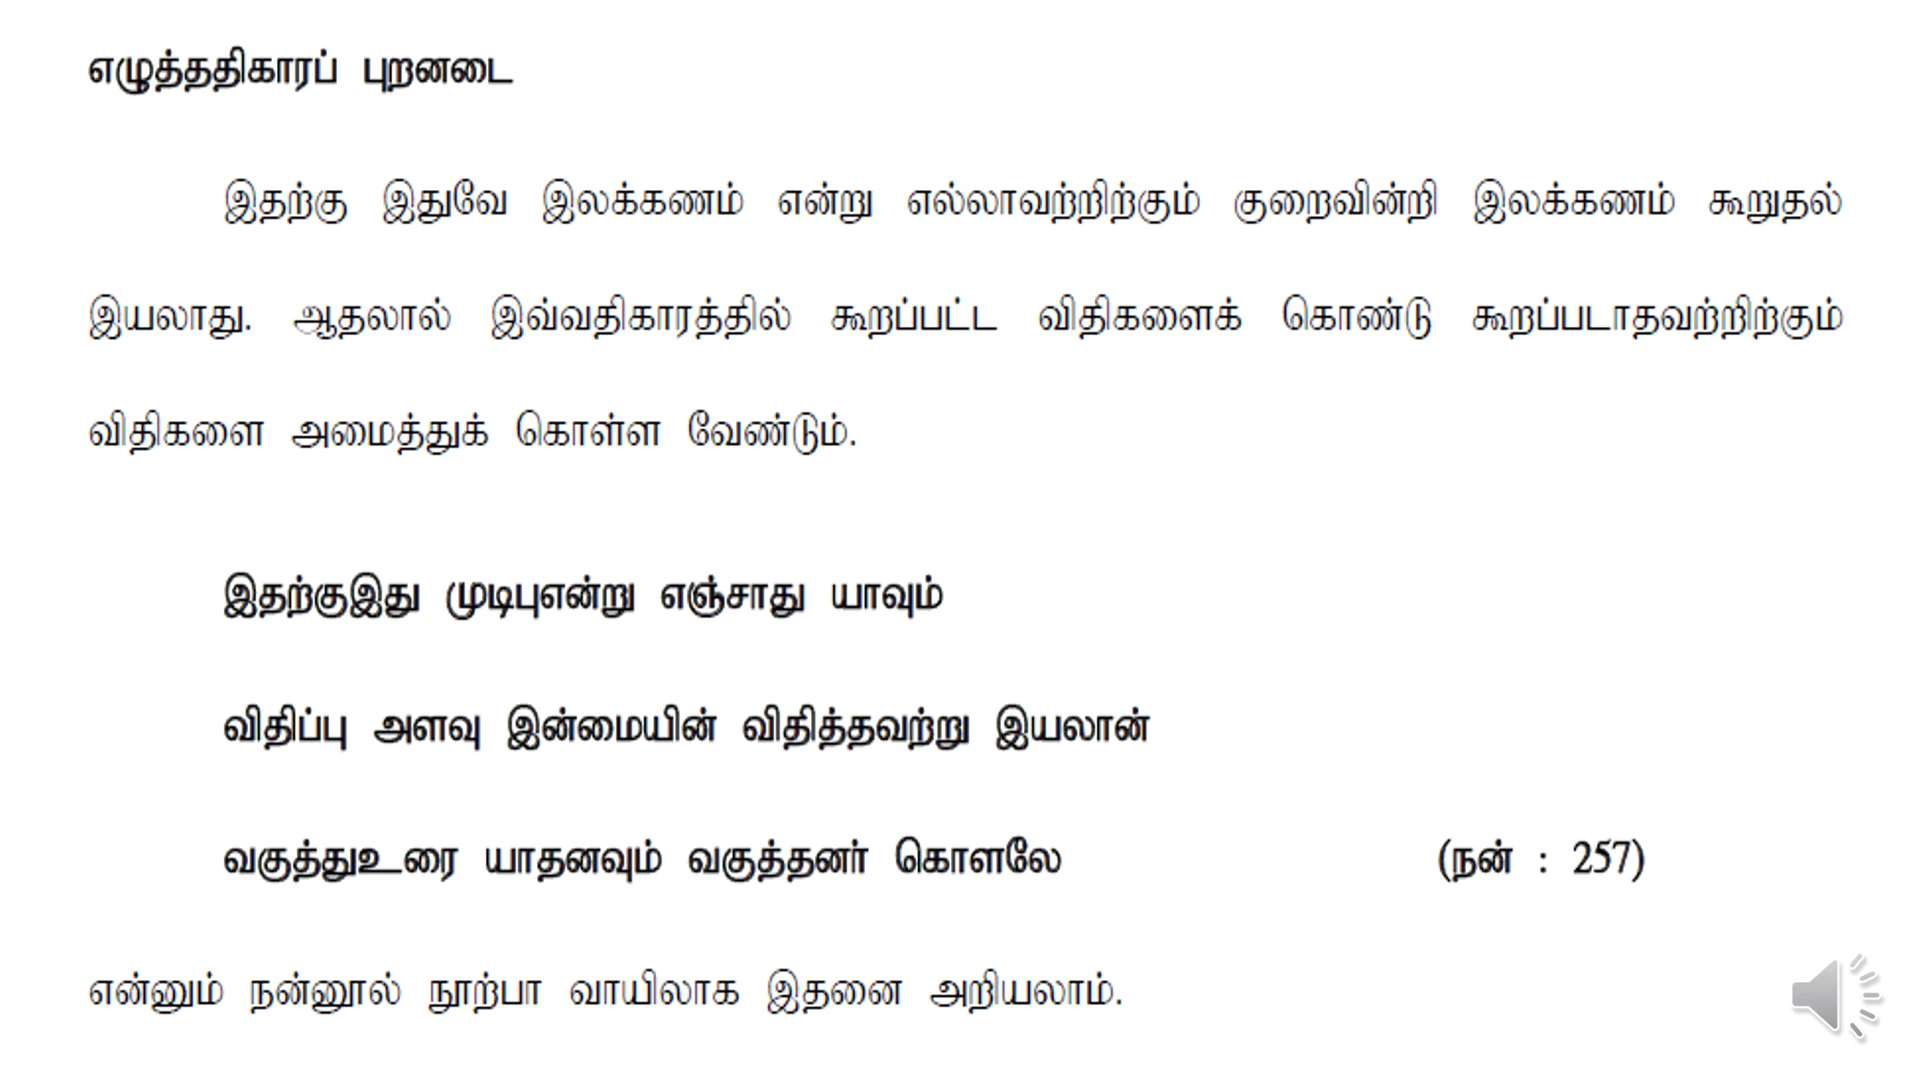 எழுத்ததிகாரப் புறனடை
இதற்கு இதுவே இலக்கணம் என்று எல்லாவற்றிற்கும் குறைவின்றி இலக்கணம் கூறுதல்
இயலாது. ஆதலால் இவ்வதிகாரத்தில் கூறப்பட்ட விதிகளைக் கொண்டு கூறப்படாதவற்றிற்கும்
விதிகளை அமைத்துக் கொள்ள வேண்டும்.
இதற்குஇது முடிபுஎன்று எஞ்சாது யாவும்
விதிப்பு அளவு இன்மையின் விதித்தவற்று இயலான்
வகுத்துஉரை யாதனவும் வகுத்தனர் கொளலே (நன் : 257)
என்னும் நன்னூல் நூற்பா வாயிலாக இதனை அறியலாம்.